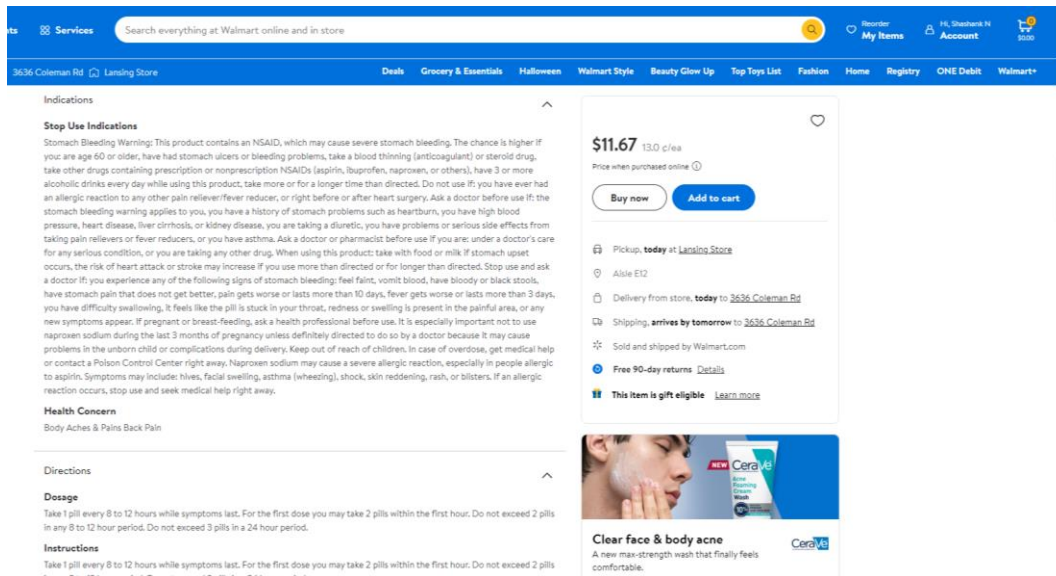 nts
Services
Search everything at Walmart online and in store
Reorder
My Items
Hi, Shashank N
Account
0
$0.00
3636 Coleman Rd
Lansing Store
Deals
Grocery & Essentials
Halloween
Walmart Style
Beauty Glow Up
Top Toys List
Fashion
Home
Registry
ONE Debit
Walmart+
Indications
Stop Use Indications
Stomach Bleeding Warning: This product contains an NSAID, which may cause severe stomach bleeding. The chance is higher if
you: are age 60 or older, have had stomach ulcers or bleeding problems, take a blood thinning (anticoagulant) or steroid drug,
take other drugs containing prescription or nonprescription NSAIDs (aspirin, ibuprofen, naproxen, or others), have 3 or more
alcoholic drinks every day while using this product, take more or for a longer time than directed. Do not use if: you have ever had
an allergic reaction to any other pain reliever/fever reducer, or right before or after heart surgery. Ask a doctor before use if: the
stomach bleeding warning applies to you, you have a history of stomach problems such as heartburn, you have high blood
pressure, heart disease, liver cirrhosis, or kidney disease, you are taking a diuretic, you have problems or serious side effects from
taking pain relievers or fever reducers, or you have asthma. Ask a doctor or pharmacist before use if you are: under a doctor's care
for any serious condition, or you are taking any other drug. When using this product: take with food or milk if stomach upset
occurs, the risk of heart attack or stroke may increase if you use more than directed or for longer than directed. Stop use and ask
a doctor if: you experience any of the following signs of stomach bleeding: feel faint, vomit blood, have bloody or black stools,
have stomach pain that does not get better, pain gets worse or lasts more than 10 days, fever gets worse or lasts more than 3 days,
you have difficulty swallowing, it feels like the pill is stuck in your throat, redness or swelling is present in the painful area, or any
new symptoms appear. If pregnant or breast-feeding, ask a health professional before use. It is especially important not to use
naproxen sodium during the last 3 months of pregnancy unless definitely directed to do so by a doctor because it may cause
problems in the unborn child or complications during delivery. Keep out of reach of children. In case of overdose, get medical help
or contact a Poison Control Center right away. Naproxen sodium may cause a severe allergic reaction, especially in people allergic
to aspirin. Symptoms may include: hives, facial swelling, asthma (wheezing), shock, skin reddening, rash, or blisters. If an allergic
reaction occurs, stop use and seek medical help right away.
Health Concern
Body Aches & Pains Back Pain
Directions
Dosage
Take 1 pill every 8 to 12 hours while symptoms last. For the first dose you may take 2 pills within the first hour. Do not exceed 2 pills
in any 8 to 12 hour period. Do not exceed 3 pills in a 24 hour period.
Instructions
Take 1 pill every 8 to 12 hours while symptoms last. For the first dose you may take 2 pills within the first hour. Do not exceed 2 pills
$11.67 13.0 ¢/ea
Price when purchased online
Buy now
Add to cart
Pickup, today at Lansing Store
Aisle E12
Delivery from store, today to 3636 Coleman Rd
Shipping, arrives by tomorrow to 3636 Coleman Rd
Sold and shipped by Walmart.com
Free 90-day returns Details
This item is gift eligible Learn more
NEW
CeraVe
Acne
Foaming
Cream
Wash
10%
Clear face & body acne
CeraVe
A new max-strength wash that finally feels
comfortable.